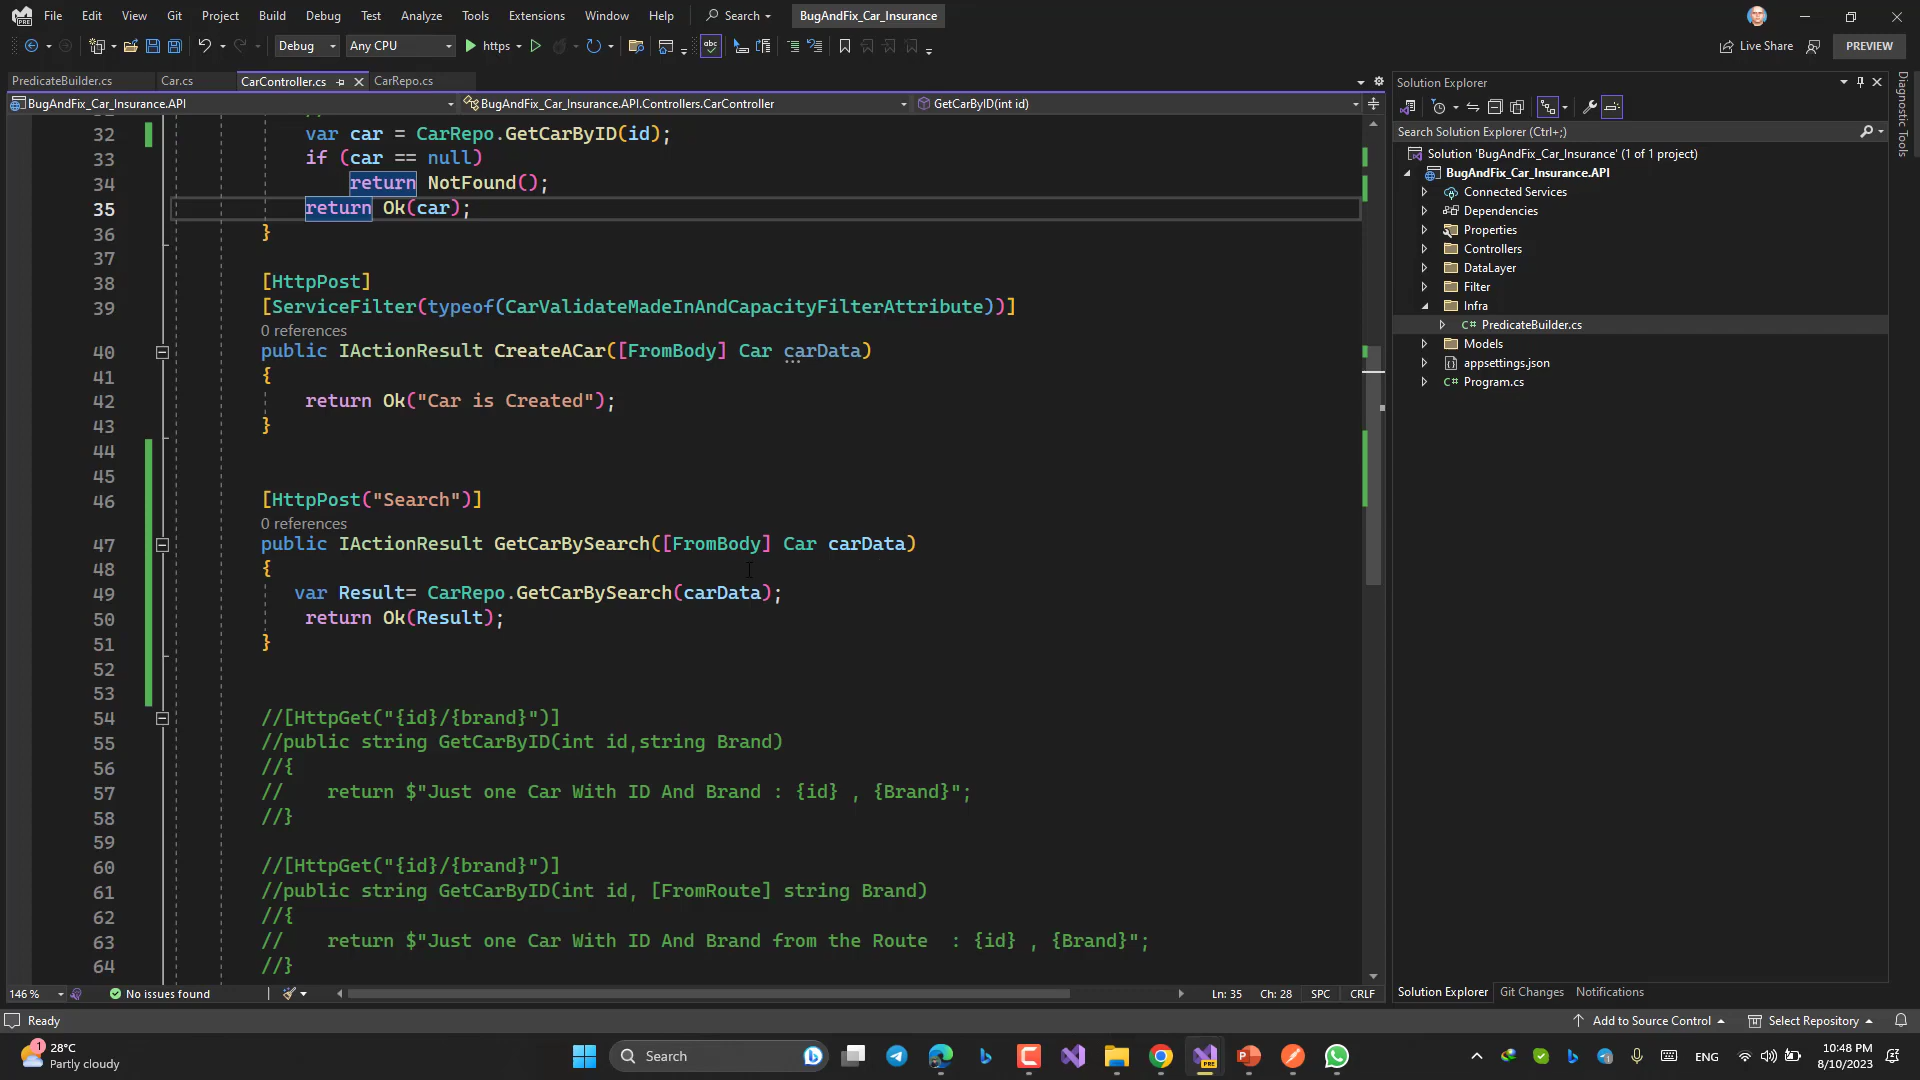 File Edit View Git Project Build Debug Test Analyze Tools Extensions Window Help Search BugAndFix_Car_Insurance
Debug Any CPU https Live Share PREVIEW
PredicateBuilder.cs Car.cs CarController.cs CarRepo.cs
BugAndFix_Car_Insurance.API BugAndFix_Car_Insurance.API.Controllers.CarController GetCarByID(int id)
32 var car = CarRepo.GetCarByID(id);
33 if (car == null)
34 return NotFound();
35 return Ok(car);
36 }
37
38 [HttpPost]
39 [ServiceFilter(typeof(CarValidateMadeInAndCapacityFilterAttribute))]
0 references
40 public IActionResult CreateACar([FromBody] Car carData)
41 {
42 return Ok("Car is Created");
43 }
44
45
46 [HttpPost("Search")]
0 references
47 public IActionResult GetCarBySearch([FromBody] Car carData)
48 {
49 var Result= CarRepo.GetCarBySearch(carData);
50 return Ok(Result);
51 }
52
53
54 //[HttpGet("{id}/{brand}")]
55 //public string GetCarByID(int id,string Brand)
56 //{
57 // return $"Just one Car With ID And Brand : {id} , {Brand}";
58 //}
59
60 //[HttpGet("{id}/{brand}")]
61 //public string GetCarByID(int id, [FromRoute] string Brand)
62 //{
63 // return $"Just one Car With ID And Brand from the Route : {id} , {Brand}";
64 //}
146 % No issues found Ln: 35 Ch: 28 SPC CRLF
Solution Explorer
Search Solution Explorer (Ctrl+;)
Solution 'BugAndFix_Car_Insurance' (1 of 1 project)
BugAndFix_Car_Insurance.API
Connected Services
Dependencies
Properties
Controllers
DataLayer
Filter
Infra
C# PredicateBuilder.cs
Models
appsettings.json
C# Program.cs
Solution Explorer Git Changes Notifications
Diagnostic Tools
Ready Add to Source Control Select Repository
1 28°C
Partly cloudy
Search
ENG
10:48 PM
8/10/2023